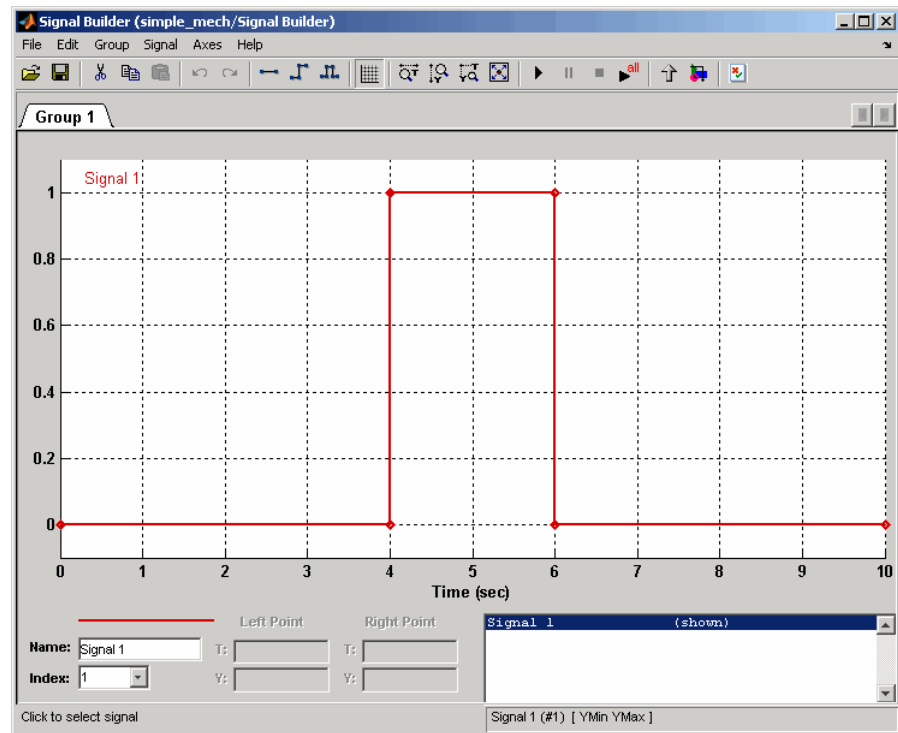 Signal Builder (simple_mech/Signal Builder)
File Edit Group Signal Axes Help
all
Group 1
Signal 1
1
0.8
0.6
0.4
0.2
0
0 1 2 3 4 5 6 7 8 9 10
Time (sec)
Left Point Right Point
Name: Signal 1 T: T:
Index: 1 Y: Y:
Signal 1 (shown)
Click to select signal
Signal 1 (#1) [ YMin YMax ]